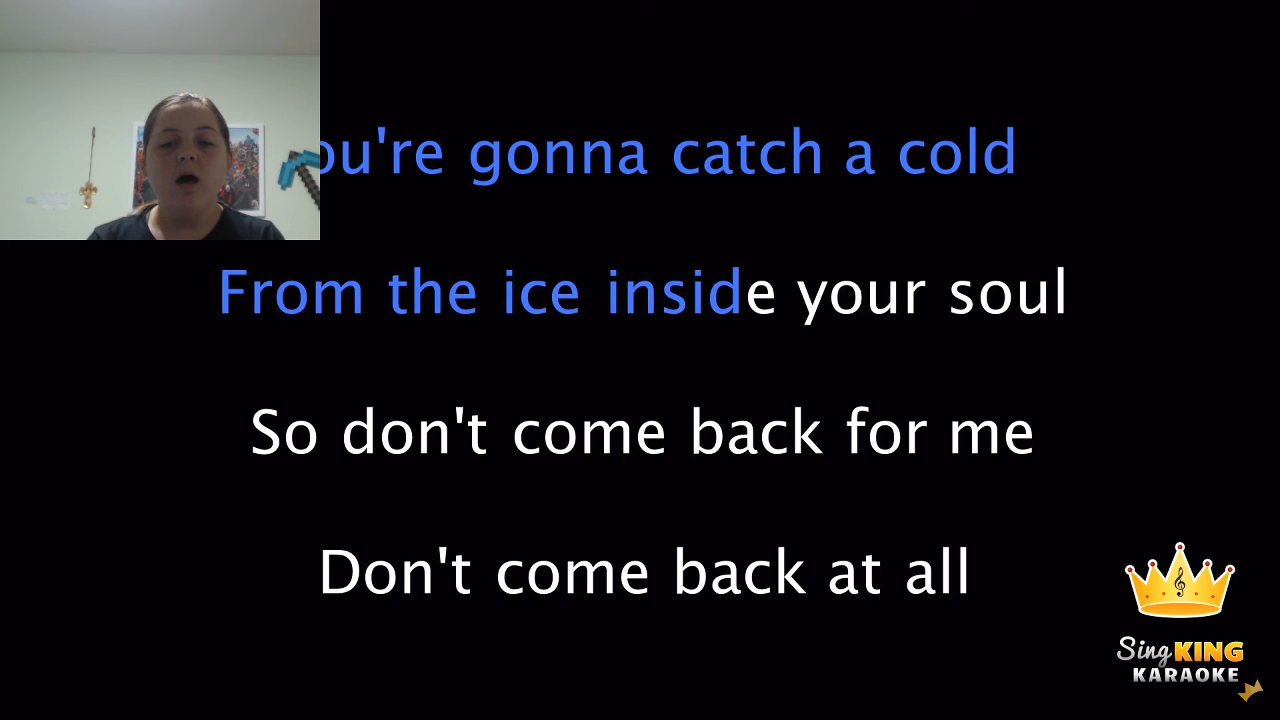 ou're gonna catch a cold
From the ice inside your soul
So don't come back for me
Don't come back at all
Sing KING
KARAOKE